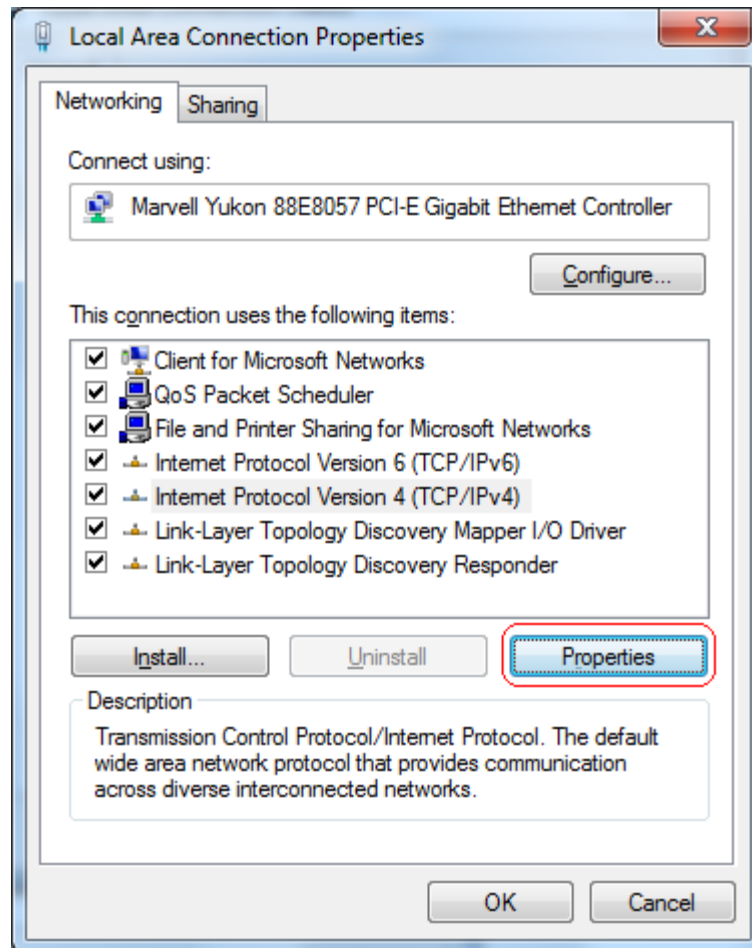 Local Area Connection Properties
Networking
Sharing
Connect using:
Marvell Yukon 88E8057 PCI-E Gigabit Ethernet Controller
Configure...
This connection uses the following items:
Client for Microsoft Networks
QoS Packet Scheduler
File and Printer Sharing for Microsoft Networks
Internet Protocol Version 6 (TCP/IPv6)
Internet Protocol Version 4 (TCP/IPv4)
Link-Layer Topology Discovery Mapper I/O Driver
Link-Layer Topology Discovery Responder
Install...
Uninstall
Properties
Description
Transmission Control Protocol/Internet Protocol. The default
wide area network protocol that provides communication
across diverse interconnected networks.
OK
Cancel